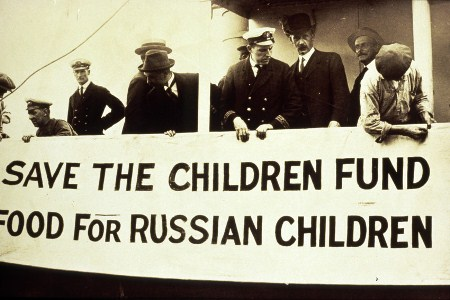 SAVE THE CHILDREN FUND
FOOD FOR RUSSIAN CHILDREN